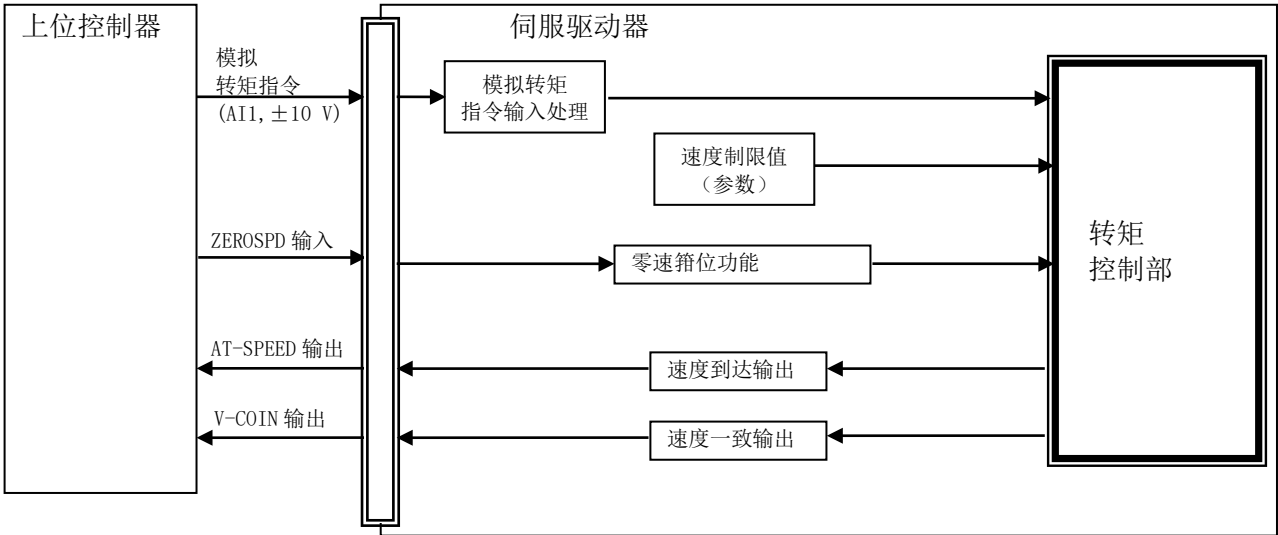 上位控制器
伺服驱动器
模拟
转矩指令
(AI1,±10 V)
模拟转矩
指令输入处理
速度制限值
（参数）
ZEROSPD 输入
零速箝位功能
转矩
控制部
AT-SPEED 输出
速度到达输出
V-COIN 输出
速度一致输出